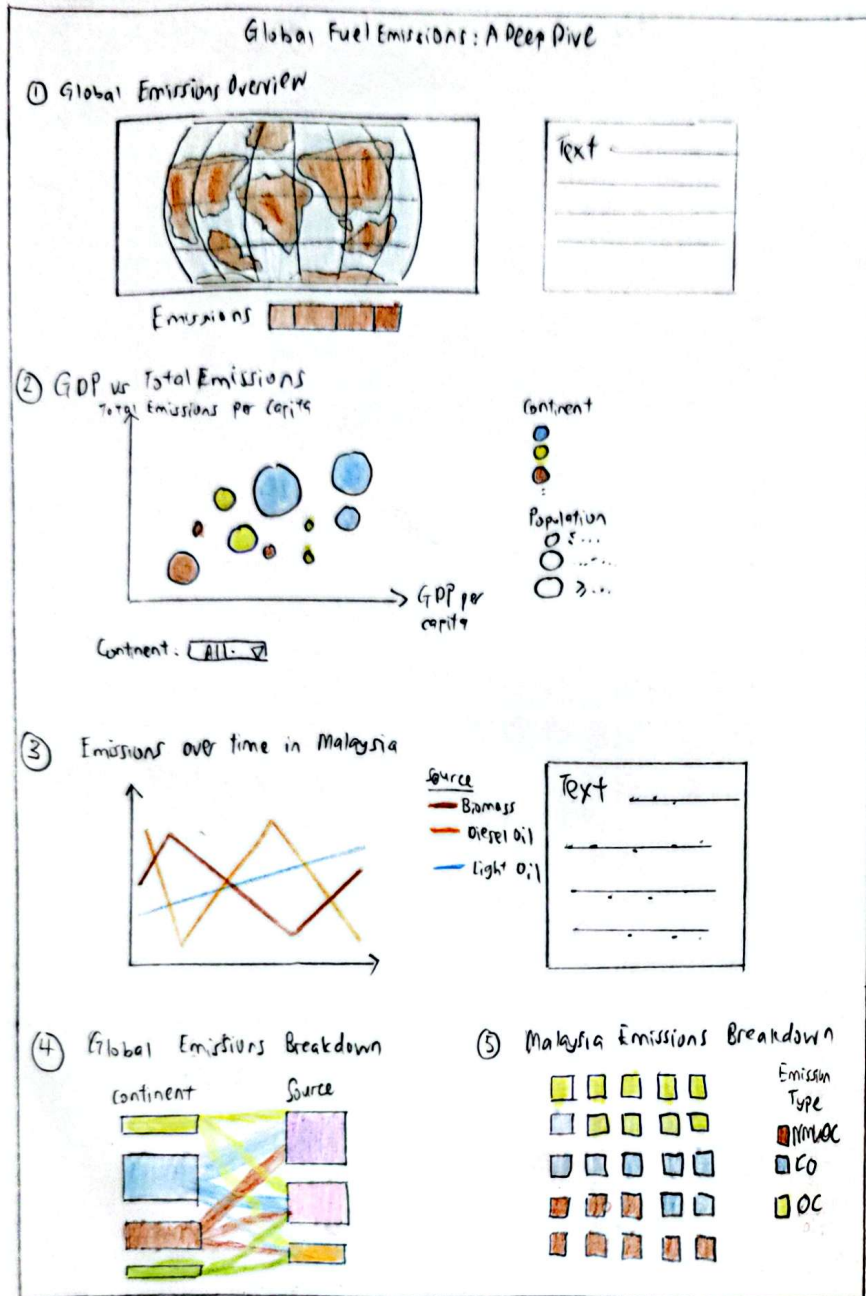 Global Fuel Emissions: A Deep Dive
① Global Emissions Overview
Text
Emissions
② GDP vs Total Emissions
Total Emissions per capita
Continent
Population
≤ ...
≥ ...
GDP per
capita
Continent: All
③ Emissions over time in Malaysia
Source
Biomass
Diesel Oil
Light Oil
Text
④ Global Emissions Breakdown
Continent
Source
⑤ Malaysia Emissions Breakdown
Emission
Type
NMVOC
CO
OC